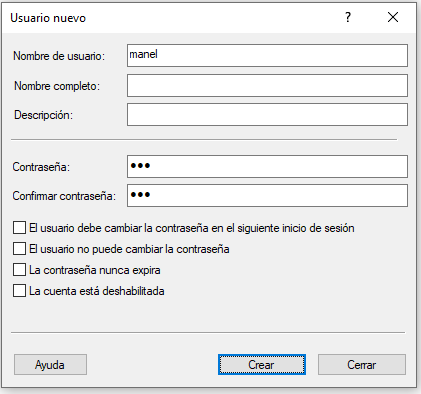 Usuario nuevo ?
Nombre de usuario: manel
Nombre completo:
Descripción:
Contraseña: •••
Confirmar contraseña: •••
El usuario debe cambiar la contraseña en el siguiente inicio de sesión
El usuario no puede cambiar la contraseña
La contraseña nunca expira
La cuenta está deshabilitada
Ayuda Crear Cerrar